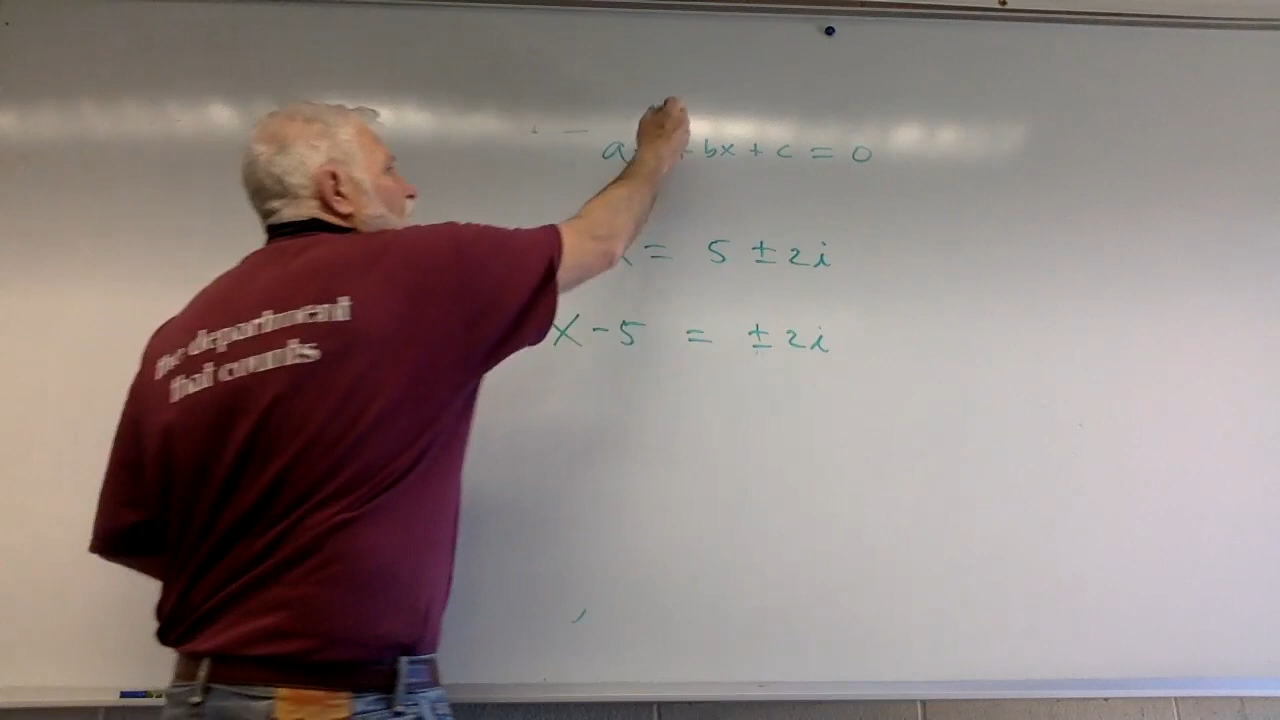 a + bx + c = 0
x = 5 ± 2i
x - 5 = ± 2i
the department
that counts